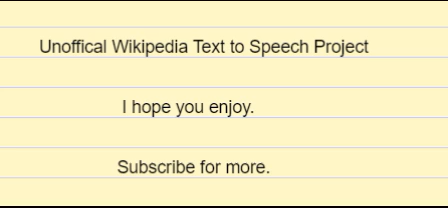 Unoffical Wikipedia Text to Speech Project
I hope you enjoy.
Subscribe for more.